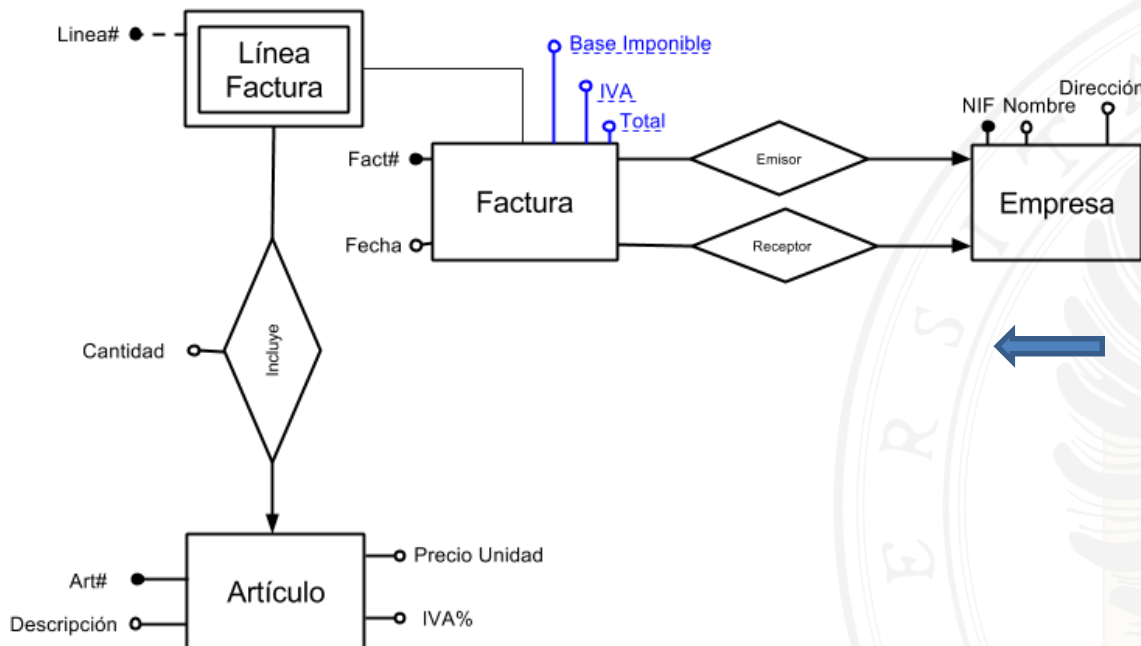 Linea#
Línea
Factura
Base Imponible
IVA
Total
Dirección
NIF Nombre
Fact#
Factura
Emisor
Empresa
Fecha
Receptor
Cantidad
Incluye
Precio Unidad
Art#
Artículo
Descripción
IVA%
E R S I T A